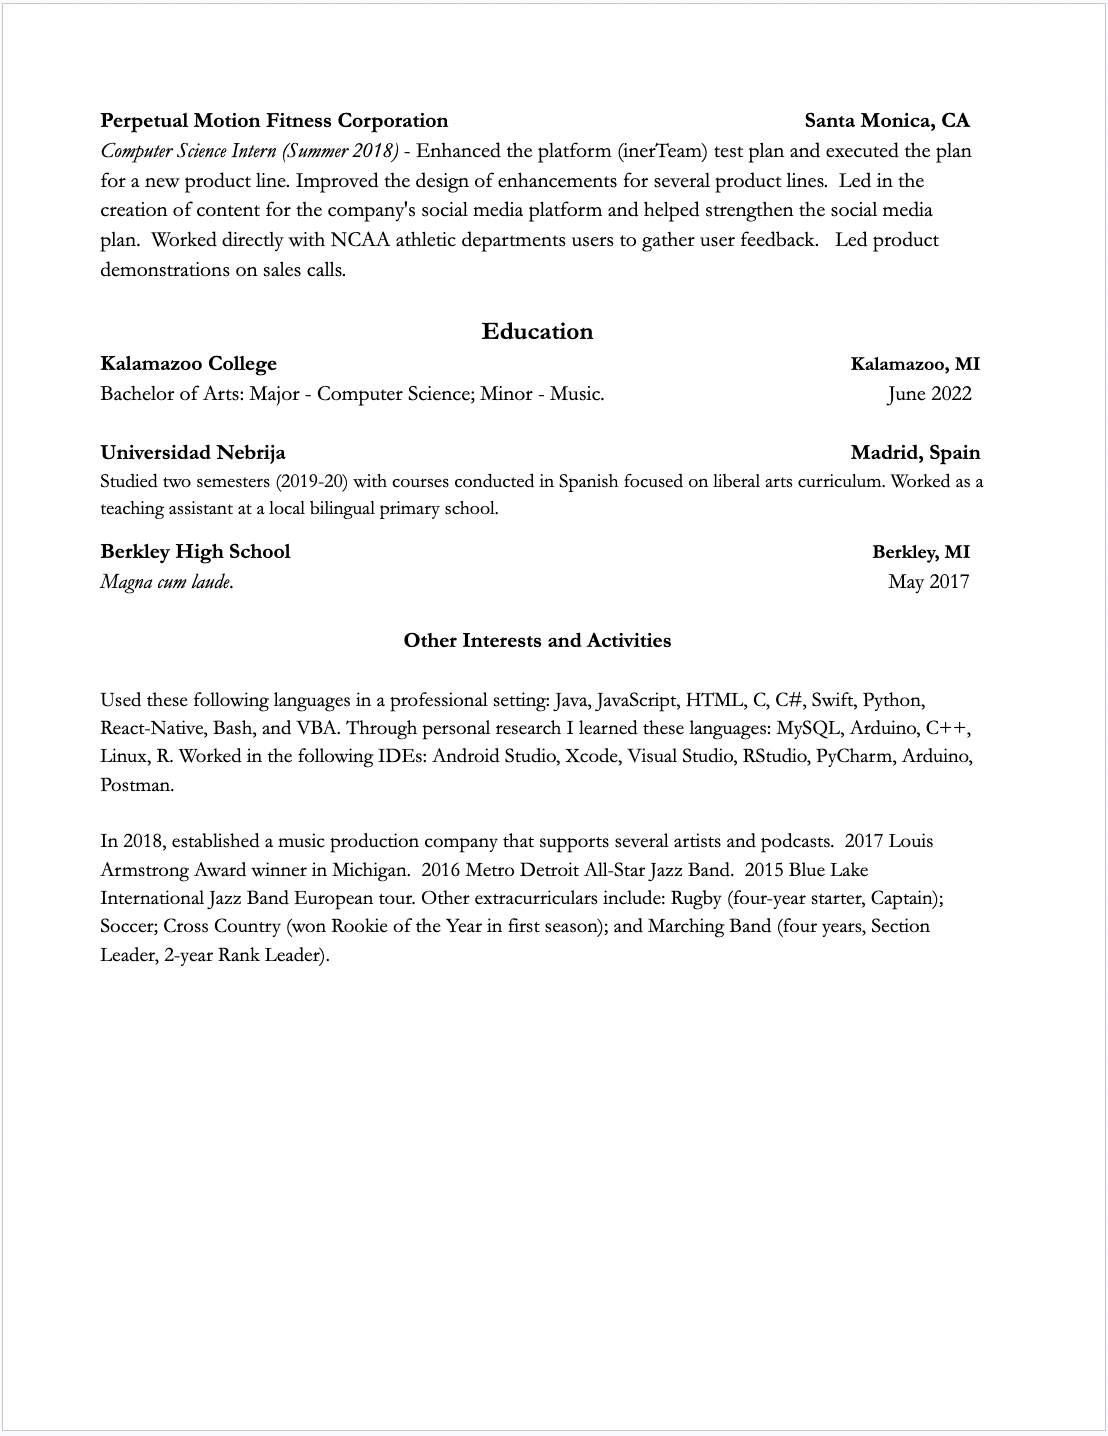 Perpetual Motion Fitness Corporation Santa Monica, CA
Computer Science Intern (Summer 2018) - Enhanced the platform (inerTeam) test plan and executed the plan
for a new product line. Improved the design of enhancements for several product lines.  Led in the
creation of content for the company's social media platform and helped strengthen the social media
plan.  Worked directly with NCAA athletic departments users to gather user feedback.   Led product
demonstrations on sales calls.
Education
Kalamazoo College Kalamazoo, MI
Bachelor of Arts: Major - Computer Science; Minor - Music. June 2022
Universidad Nebrija Madrid, Spain
Studied two semesters (2019-20) with courses conducted in Spanish focused on liberal arts curriculum. Worked as a
teaching assistant at a local bilingual primary school.
Berkley High School Berkley, MI
Magna cum laude. May 2017
Other Interests and Activities
Used these following languages in a professional setting: Java, JavaScript, HTML, C, C#, Swift, Python,
React-Native, Bash, and VBA. Through personal research I learned these languages: MySQL, Arduino, C++,
Linux, R. Worked in the following IDEs: Android Studio, Xcode, Visual Studio, RStudio, PyCharm, Arduino,
Postman.
In 2018, established a music production company that supports several artists and podcasts.  2017 Louis
Armstrong Award winner in Michigan.  2016 Metro Detroit All-Star Jazz Band.  2015 Blue Lake
International Jazz Band European tour. Other extracurriculars include: Rugby (four-year starter, Captain);
Soccer; Cross Country (won Rookie of the Year in first season); and Marching Band (four years, Section
Leader, 2-year Rank Leader).